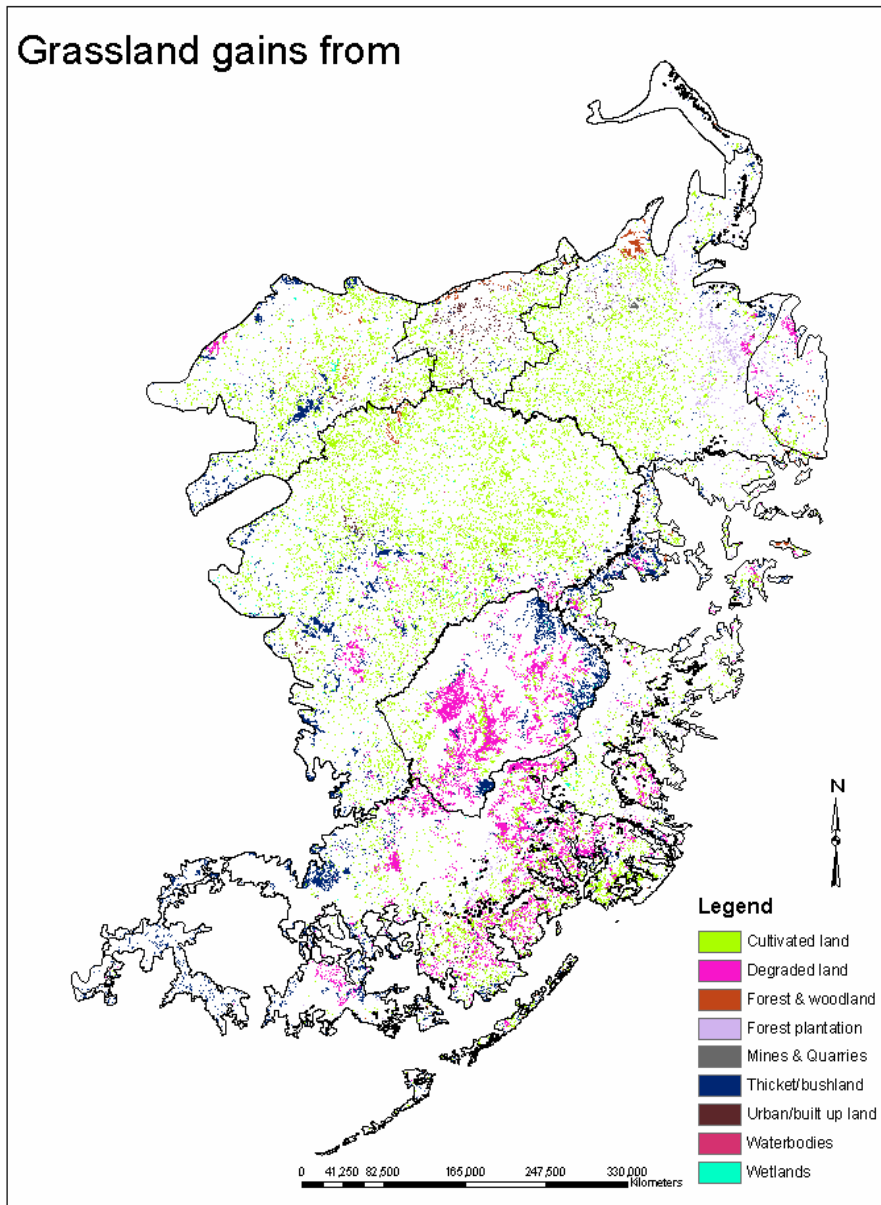 Grassland gains from
N
Legend
Cultivated land
Degraded land
Forest & woodland
Forest plantation
Mines & Quarries
Thicket/bushland
Urban/built up land
Waterbodies
Wetlands
0 41,250 82,500 165,000 247,500 330,000
Kilometers